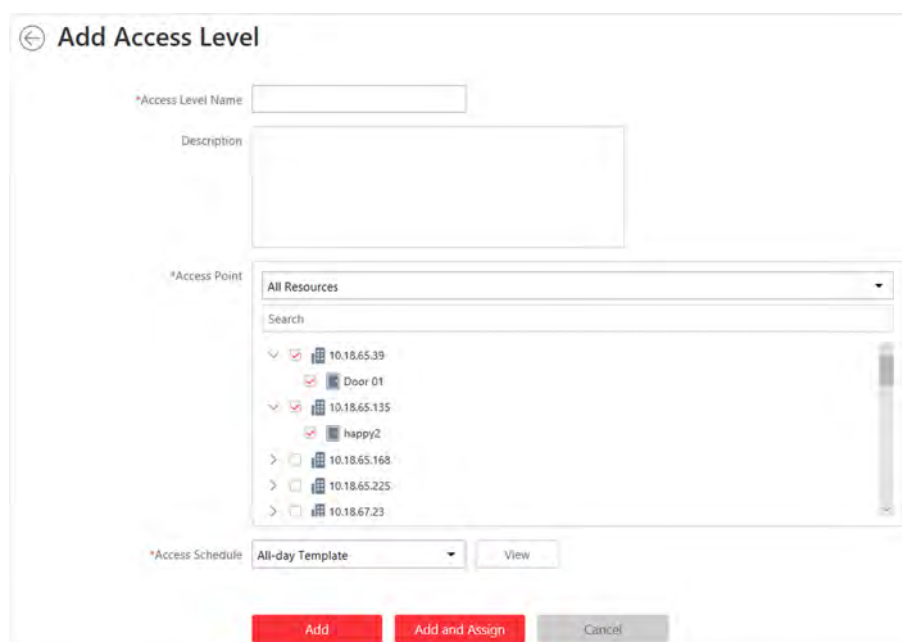 Add Access Level
*Access Level Name
Description
*Access Point
All Resources
Search
10.18.65.39
Door 01
10.18.65.135
happy2
10.18.65.168
10.18.65.225
10.18.67.23
*Access Schedule All-day Template View
Add Add and Assign Cancel